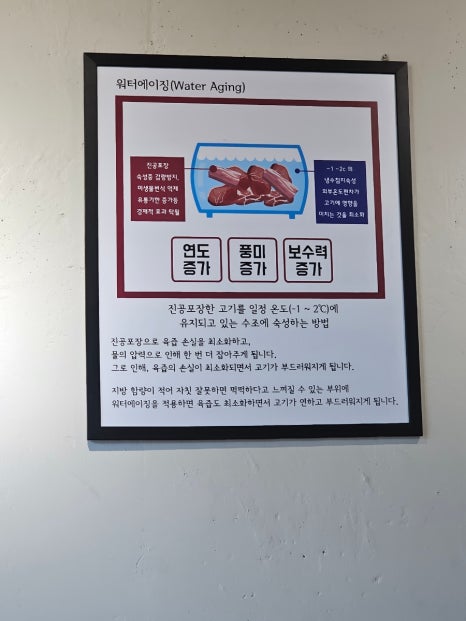 워터에이징(Water Aging)
진공포장
숙성중 감량방지,
미생물번식 억제
유통기한 증가등
경제적 효과 탁월
-1 ~2c 의
냉수침지숙성
외부온도편차가
고기에 영향을
미치는 것을 최소화
연도 증가
풍미 증가
보수력 증가
진공포장한 고기를 일정 온도(-1 ~ 2℃)에
유지되고 있는 수조에 숙성하는 방법
진공포장으로 육즙 손실을 최소화하고,
물의 압력으로 인해 한 번 더 잡아주게 됩니다.
그로 인해, 육즙의 손실이 최소화되면서 고기가 부드러워지게 됩니다.
지방 함량이 적어 자칫 잘못하면 퍽퍽하다고 느껴질 수 있는 부위에
워터에이징을 적용하면 육즙도 최소화하면서 고기가 연하고 부드러워지게 됩니다.